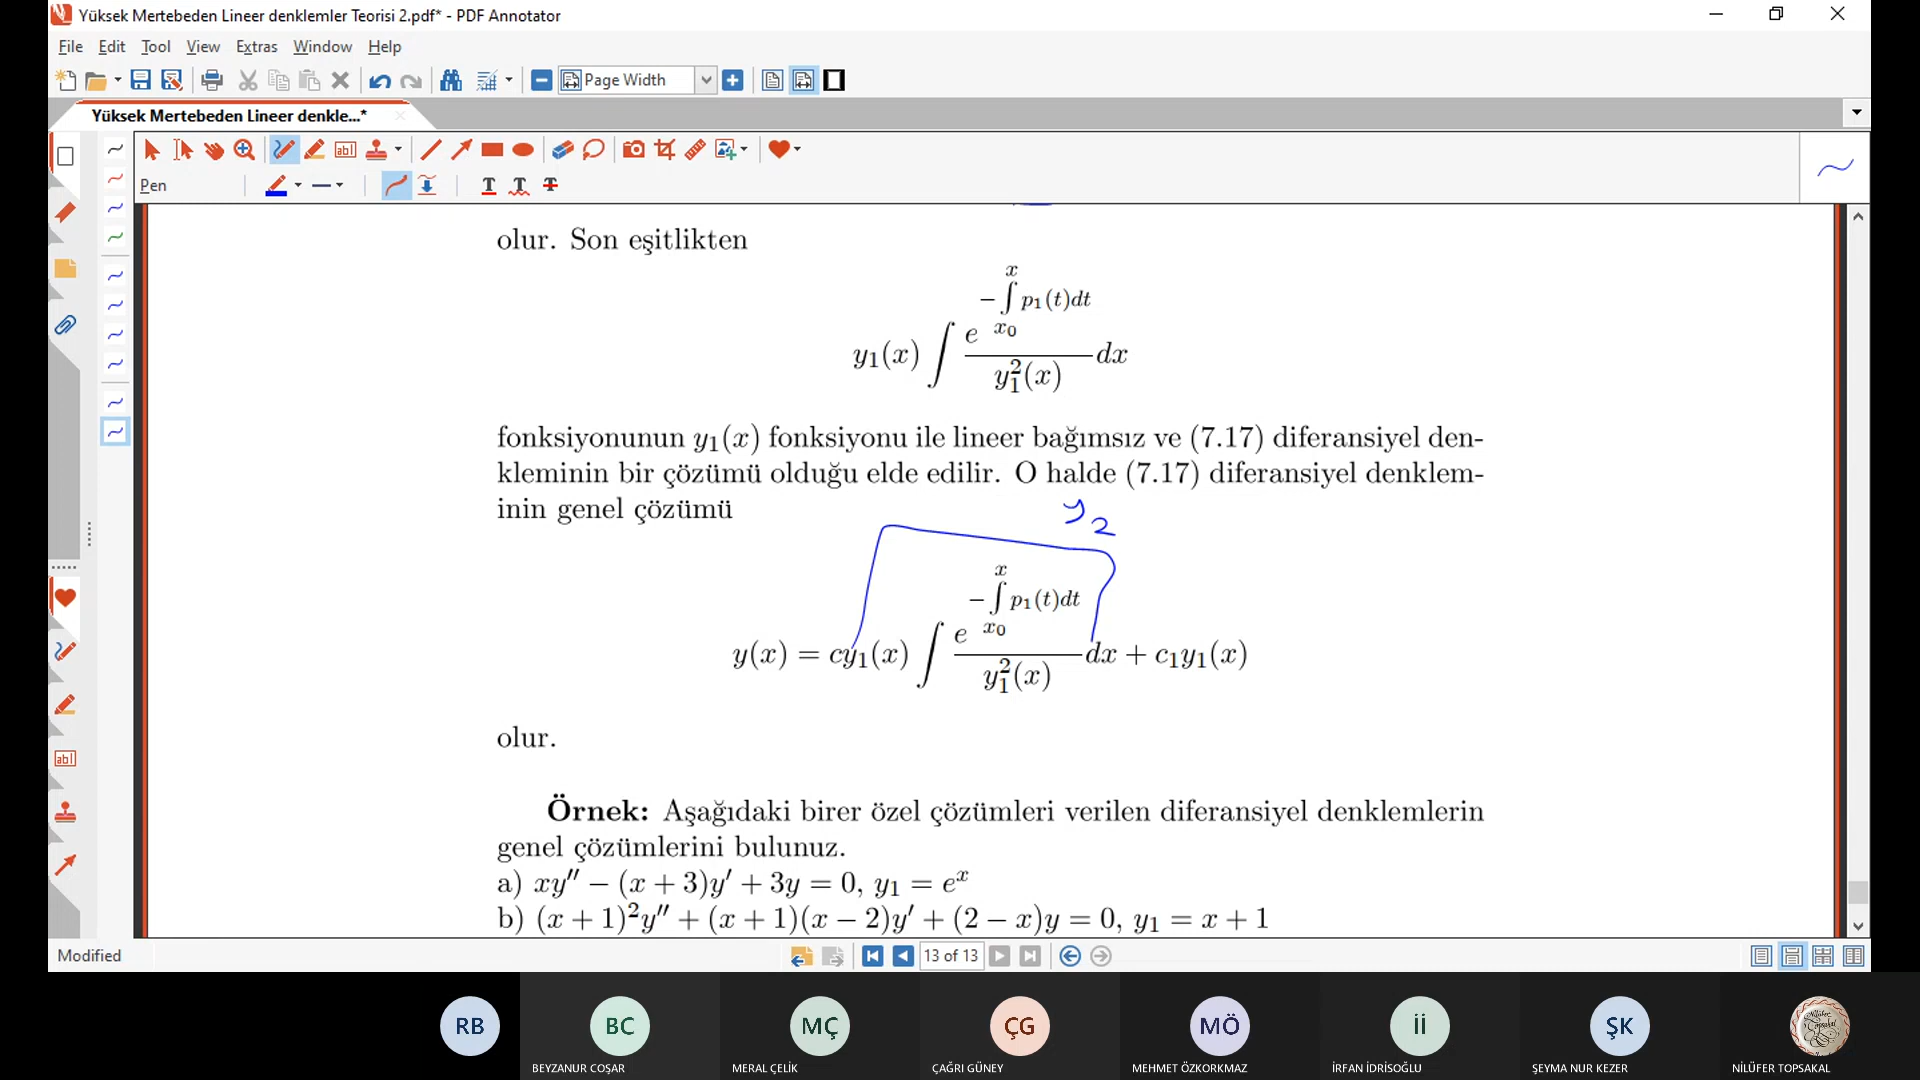 Yüksek Mertebeden Lineer denklemler Teorisi 2.pdf* - PDF Annotator
File Edit Tool View Extras Window Help
Page Width
Yüksek Mertebeden Lineer denkle...*
Pen
olur. Son eşitlikten
y₁(x) ∫ e^{-∫_{x₀}^{x} p₁(t)dt} / y₁²(x) dx
fonksiyonunun y₁(x) fonksiyonu ile lineer bağımsız ve (7.17) diferansiyel den-
kleminin bir çözümü olduğu elde edilir. O halde (7.17) diferansiyel denklem-
inin genel çözümü
y₂
y(x) = cy₁(x) ∫ e^{-∫_{x₀}^{x} p₁(t)dt} / y₁²(x) dx + c₁y₁(x)
olur.
Örnek: Aşağıdaki birer özel çözümleri verilen diferansiyel denklemlerin
genel çözümlerini bulunuz.
a) xy″ − (x + 3)y′ + 3y = 0, y₁ = eˣ
b) (x + 1)²y″ + (x + 1)(x − 2)y′ + (2 − x)y = 0, y₁ = x + 1
Modified
13 of 13
RB BC MÇ ÇG MÖ İİ ŞK
BEYZANUR COŞAR MERAL ÇELİK ÇAĞRI GÜNEY MEHMET ÖZKORKMAZ İRFAN İDRİSOĞLU ŞEYMA NUR KEZER NİLÜFER TOPSAKAL